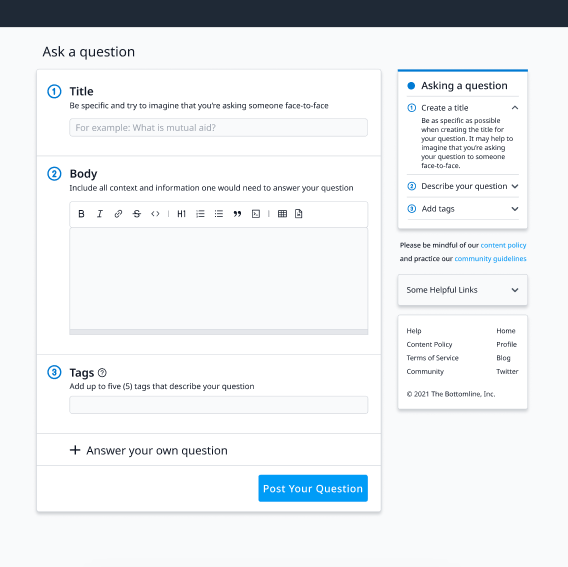 Ask a question
1 Title
Be specific and try to imagine that you're asking someone face-to-face
For example: What is mutual aid?
2 Body
Include all context and information one would need to answer your question
B I S <> H1
3 Tags ?
Add up to five (5) tags that describe your question
+ Answer your own question
Post Your Question
Asking a question
1 Create a title
Be as specific as possible
when creating the title for
your question. It may help to
imagine that you're asking
your question to someone
face-to-face.
2 Describe your question
3 Add tags
Please be mindful of our content policy
and practice our community guidelines
Some Helpful Links
Help Home
Content Policy Profile
Terms of Service Blog
Community Twitter
© 2021 The Bottomline, Inc.